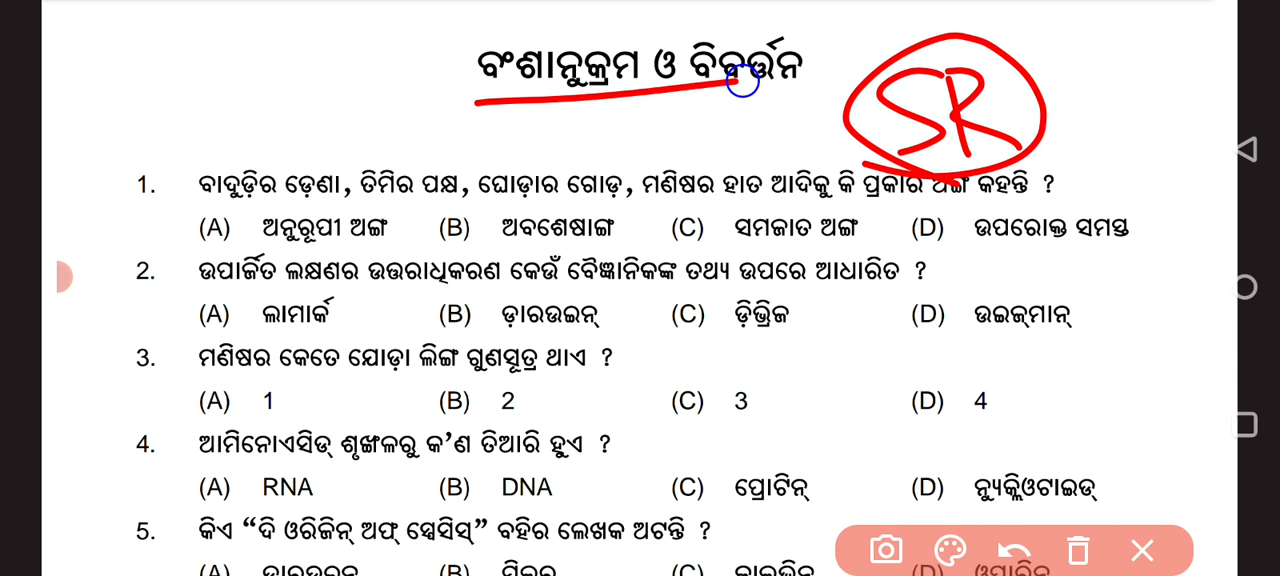 ବଂଶାନୁକ୍ରମ ଓ ବିବର୍ତ୍ତନ
SR
1. ବାଦୁଡ଼ିର ଡ଼େଣା, ତିମିର ପକ୍ଷ, ଘୋଡ଼ାର ଗୋଡ଼, ମଣିଷର ହାତ ଆଦିକୁ କି ପ୍ରକାର ଅଙ୍ଗ କହନ୍ତି ?
(A) ଅନୁରୂପୀ ଅଙ୍ଗ (B) ଅବଶେଷାଙ୍ଗ (C) ସମଜାତ ଅଙ୍ଗ (D) ଉପରୋକ୍ତ ସମସ୍ତ
2. ଉପାର୍ଜିତ ଲକ୍ଷଣର ଉତ୍ତରାଧିକରଣ କେଉଁ ବୈଜ୍ଞାନିକଙ୍କ ତଥ୍ୟ ଉପରେ ଆଧାରିତ ?
(A) ଲାମାର୍କ (B) ଡ଼ାରଉଇନ୍ (C) ଡ଼ିଭ୍ରିଜ (D) ଉଇଜ୍‌ମାନ୍
3. ମଣିଷର କେତେ ଯୋଡ଼ା ଲିଙ୍ଗ ଗୁଣସୂତ୍ର ଥାଏ ?
(A) 1 (B) 2 (C) 3 (D) 4
4. ଆମିନୋଏସିଡ୍ ଶୃଙ୍ଖଳରୁ କ’ଣ ତିଆରି ହୁଏ ?
(A) RNA (B) DNA (C) ପ୍ରୋଟିନ୍ (D) ନ୍ୟୁକ୍ଲିଓଟାଇଡ୍
5. କିଏ “ଦି ଓରିଜିନ୍ ଅଫ୍ ସ୍ପେସିସ୍” ବହିର ଲେଖକ ଅଟନ୍ତି ?
(A) (B) (C) (D)